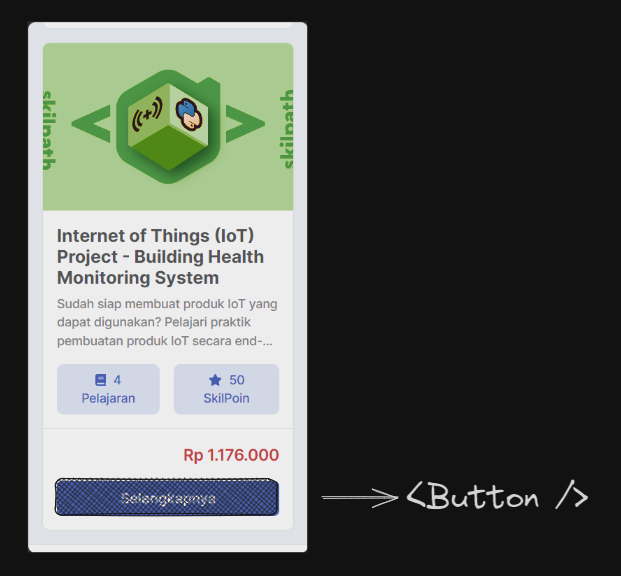 skilpath
skilpath
Internet of Things (IoT)
Project - Building Health
Monitoring System
Sudah siap membuat produk IoT yang
dapat digunakan? Pelajari praktik
pembuatan produk IoT secara end-...
4
Pelajaran
50
SkilPoin
Rp 1.176.000
Selengkapnya
<Button />